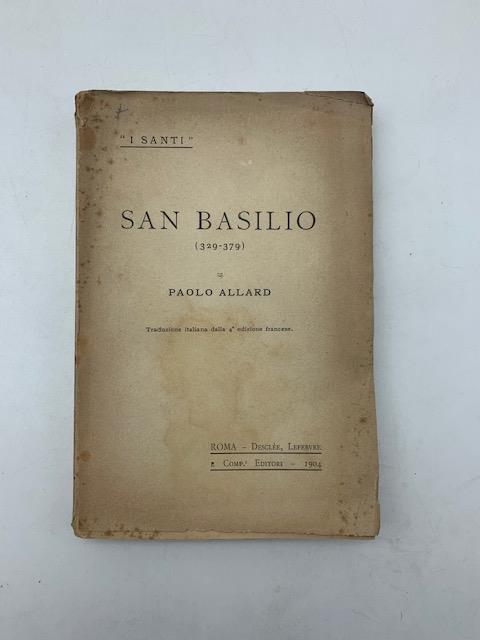 "I SANTI"
SAN BASILIO
(329-379)
PAOLO ALLARD
Traduzione italiana dalla 4ª edizione francese.
ROMA – Desclée, Lefebvre
e Comp.ⁱ Editori – 1904